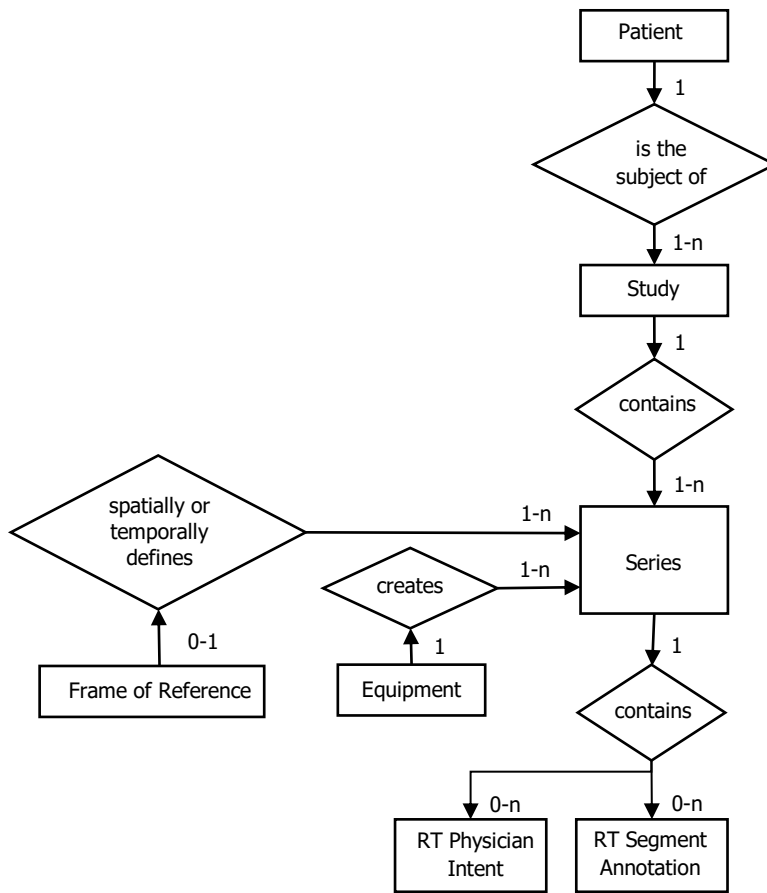 Patient
1
is the
subject of
1-n
Study
1
contains
1-n
spatially or
temporally
defines
1-n
Series
creates
1-n
0-1
1
1
Frame of Reference
Equipment
contains
0-n
0-n
RT Physician
Intent
RT Segment
Annotation